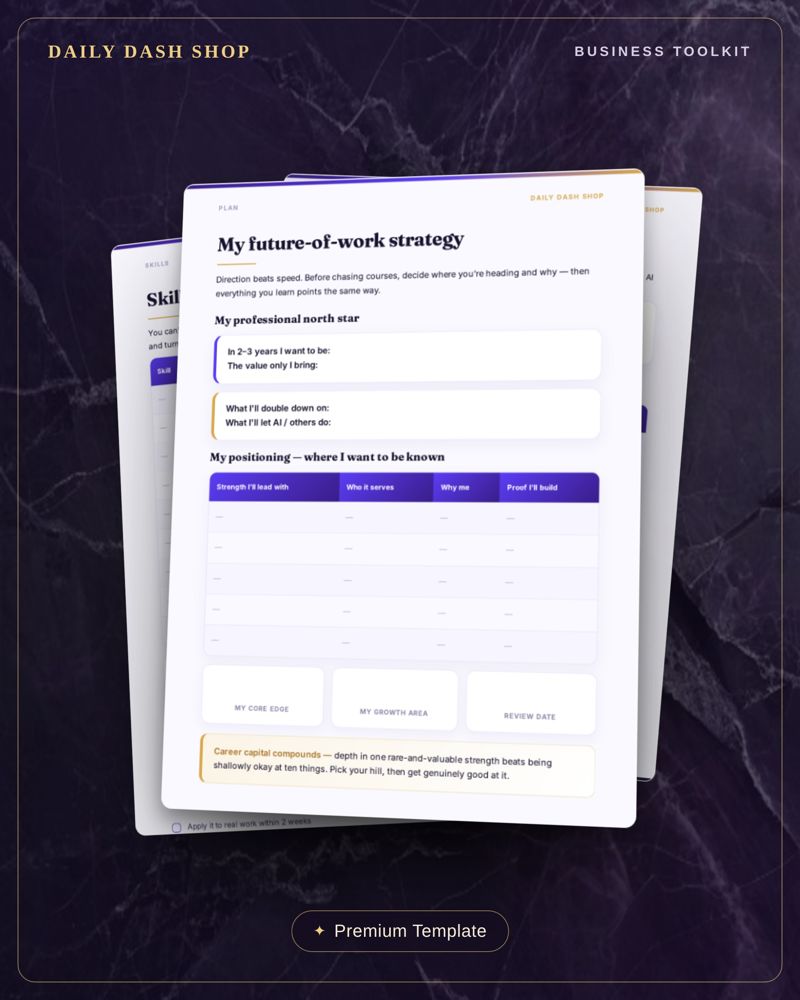 DAILY DASH SHOP
BUSINESS TOOLKIT
PLAN
DAILY DASH SHOP
My future-of-work strategy
Direction beats speed. Before chasing courses, decide where you're heading and why — then
everything you learn points the same way.
My professional north star
In 2–3 years I want to be:
The value only I bring:
What I'll double down on:
What I'll let AI / others do:
My positioning — where I want to be known
Strength I'll lead with Who it serves Why me Proof I'll build
— — — —
— — — —
— — — —
— — — —
— — — —
MY CORE EDGE
MY GROWTH AREA
REVIEW DATE
Career capital compounds — depth in one rare-and-valuable strength beats being
shallowly okay at ten things. Pick your hill, then get genuinely good at it.
SKILLS
You can
and turn
Skill
Apply it to real work within 2 weeks
SHOP
AI
✦ Premium Template